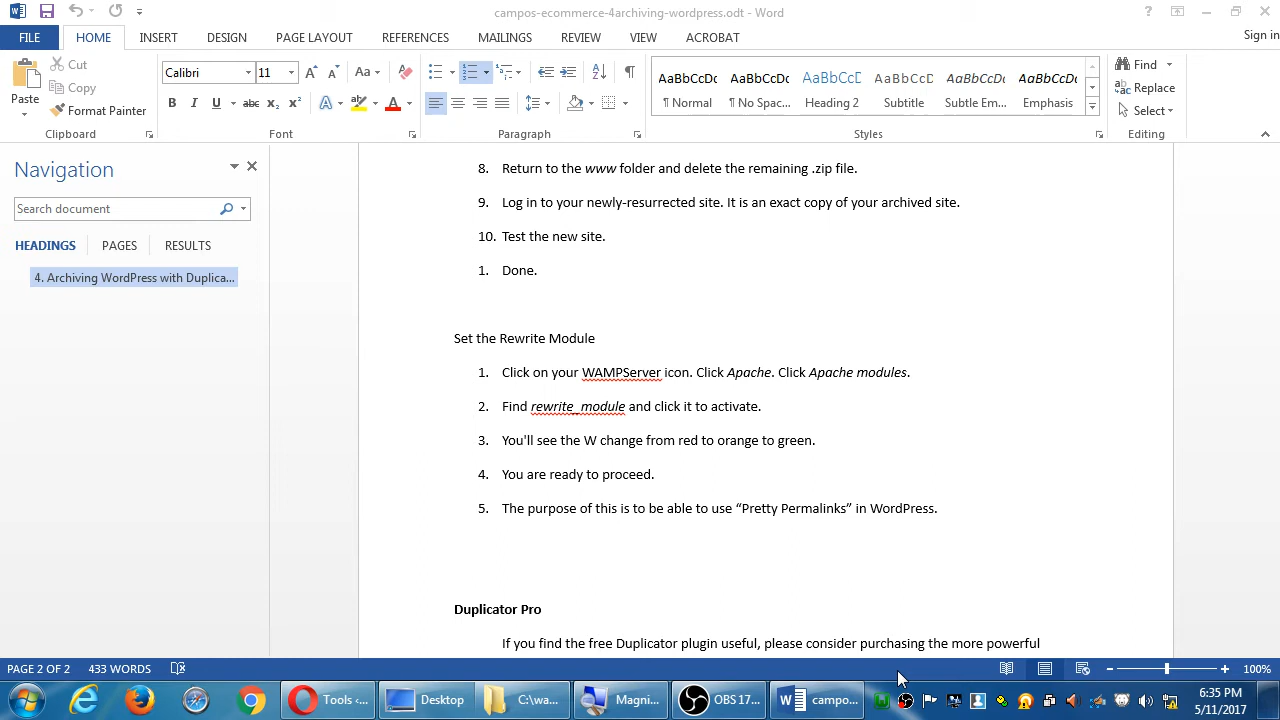 campos-ecommerce-4archiving-wordpress.odt - Word
FILE HOME INSERT DESIGN PAGE LAYOUT REFERENCES MAILINGS REVIEW VIEW ACROBAT Sign in
Paste
Cut
Copy
Format Painter
Clipboard
Calibri 11
Font
Paragraph
AaBbCcDc AaBbCcDc AaBbCcD AaBbCcD AaBbCcDc AaBbCcDc
¶ Normal ¶ No Spac... Heading 2 Subtitle Subtle Em... Emphasis
Styles
Find
Replace
Select
Editing
Navigation
Search document
HEADINGS PAGES RESULTS
4. Archiving WordPress with Duplica...
8. Return to the www folder and delete the remaining .zip file.
9. Log in to your newly-resurrected site. It is an exact copy of your archived site.
10. Test the new site.
1. Done.
Set the Rewrite Module
1. Click on your WAMPServer icon. Click Apache. Click Apache modules.
2. Find rewrite_module and click it to activate.
3. You'll see the W change from red to orange to green.
4. You are ready to proceed.
5. The purpose of this is to be able to use “Pretty Permalinks” in WordPress.
Duplicator Pro
If you find the free Duplicator plugin useful, please consider purchasing the more powerful
PAGE 2 OF 2 433 WORDS 100%
Tools <... Desktop C:\wa... Magni... OBS 17... campo...
6:35 PM
5/11/2017